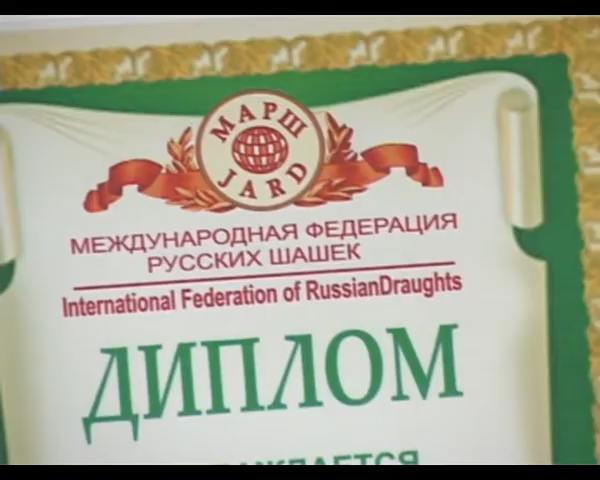 МАРШ
JARD
МЕЖДУНАРОДНАЯ ФЕДЕРАЦИЯ
РУССКИХ ШАШЕК
International Federation of RussianDraughts
ДИПЛОМ